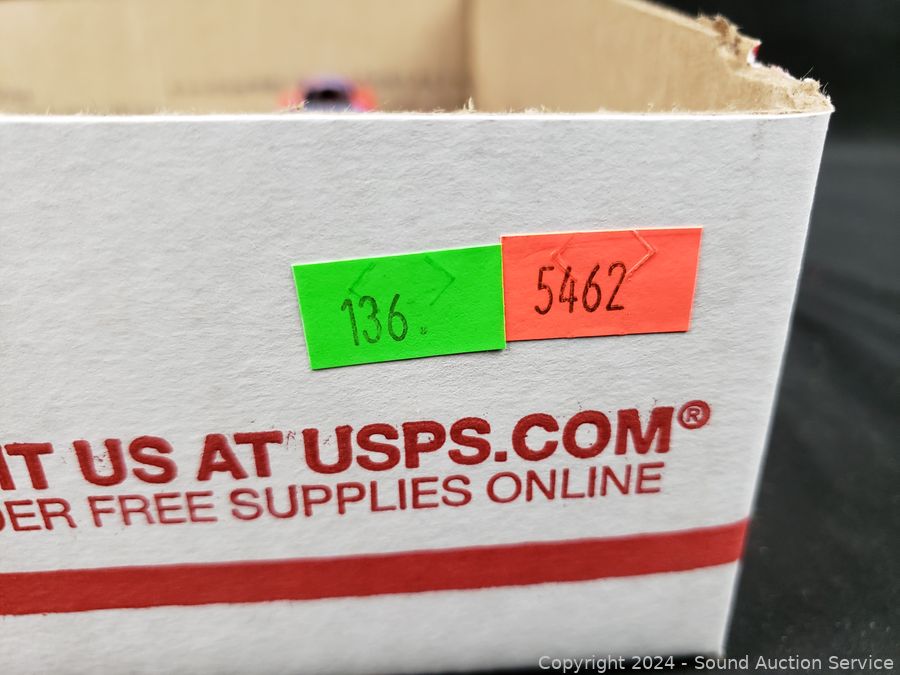 136.
5462
IT US AT USPS.COM®
DER FREE SUPPLIES ONLINE
Copyright 2024 - Sound Auction Service